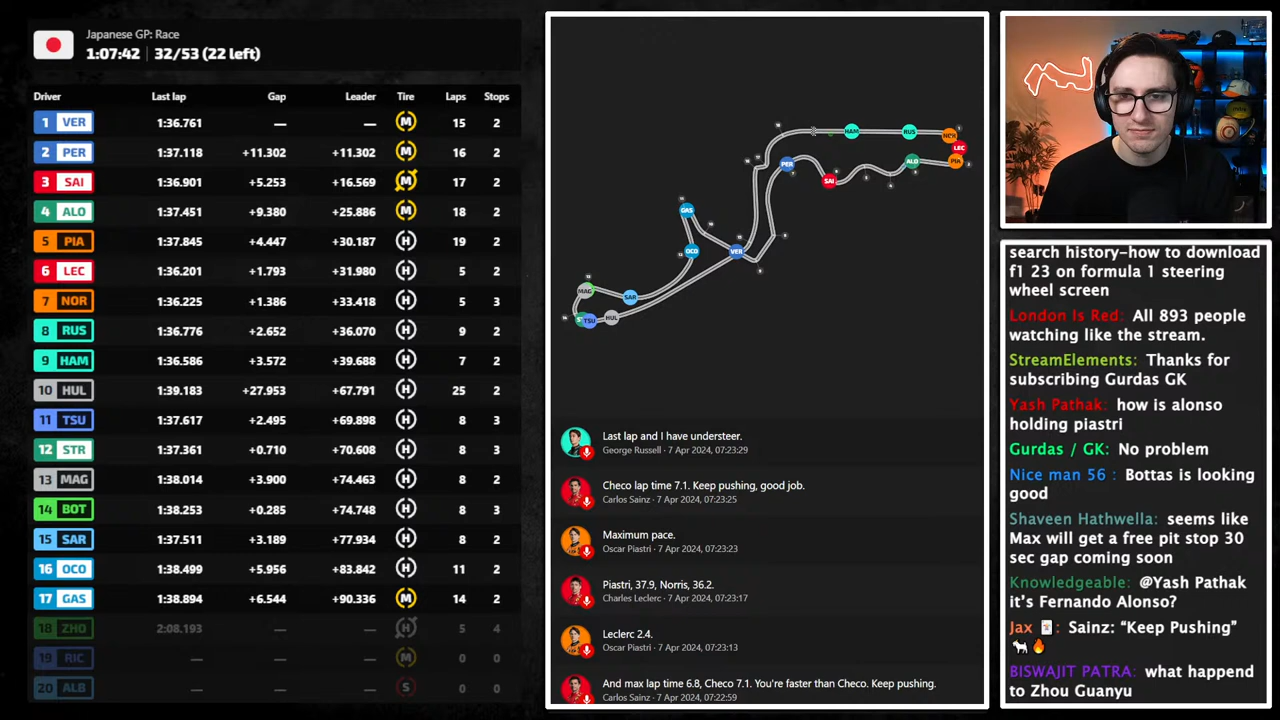 Japanese GP: Race
1:07:42 32/53 (22 left)
Driver Last lap Gap Leader Tire Laps Stops
1 VER 1:36.761 — — M 15 2
2 PER 1:37.118 +11.302 +11.302 M 16 2
3 SAI 1:36.901 +5.253 +16.569 M 17 2
4 ALO 1:37.451 +9.380 +25.886 M 18 2
5 PIA 1:37.845 +4.447 +30.187 H 19 2
6 LEC 1:36.201 +1.793 +31.980 H 5 2
7 NOR 1:36.225 +1.386 +33.418 H 5 3
8 RUS 1:36.776 +2.652 +36.070 H 9 2
9 HAM 1:36.586 +3.572 +39.688 H 7 2
10 HUL 1:39.183 +27.953 +67.791 H 25 2
11 TSU 1:37.617 +2.495 +69.898 H 8 3
12 STR 1:37.361 +0.710 +70.608 H 8 3
13 MAG 1:38.014 +3.900 +74.463 H 8 2
14 BOT 1:38.253 +0.285 +74.748 H 8 3
15 SAR 1:37.511 +3.189 +77.934 H 8 2
16 OCO 1:38.499 +5.956 +83.842 H 11 2
17 GAS 1:38.894 +6.544 +90.336 M 14 2
18 ZHO 2:08.193 — — H 5 4
19 RIC — — — M 0 0
20 ALB — — — S 0 0
HAM RUS
LEC
PER ALO PIA
SAI
GAS
OCO VER
MAG SAR
TSU HUL
Last lap and I have understeer.
George Russell · 7 Apr 2024, 07:23:29
Checo lap time 7.1. Keep pushing, good job.
Carlos Sainz · 7 Apr 2024, 07:23:25
Maximum pace.
Oscar Piastri · 7 Apr 2024, 07:23:23
Piastri, 37.9, Norris, 36.2.
Charles Leclerc · 7 Apr 2024, 07:23:17
Leclerc 2.4.
Oscar Piastri · 7 Apr 2024, 07:23:13
And max lap time 6.8, Checo 7.1. You're faster than Checo. Keep pushing.
Carlos Sainz · 7 Apr 2024, 07:22:59
search history-how to download
f1 23 on formula 1 steering
wheel screen
London Is Red: All 893 people
watching like the stream.
StreamElements: Thanks for
subscribing Gurdas GK
Yash Pathak: how is alonso
holding piastri
Gurdas / GK: No problem
Nice man 56 : Bottas is looking
good
Shaveen Hathwella: seems like
Max will get a free pit stop 30
sec gap coming soon
Knowledgeable: @Yash Pathak
it's Fernando Alonso?
Jax 🃏: Sainz: “Keep Pushing”
🐐🔥
BISWAJIT PATRA: what happend
to Zhou Guanyu